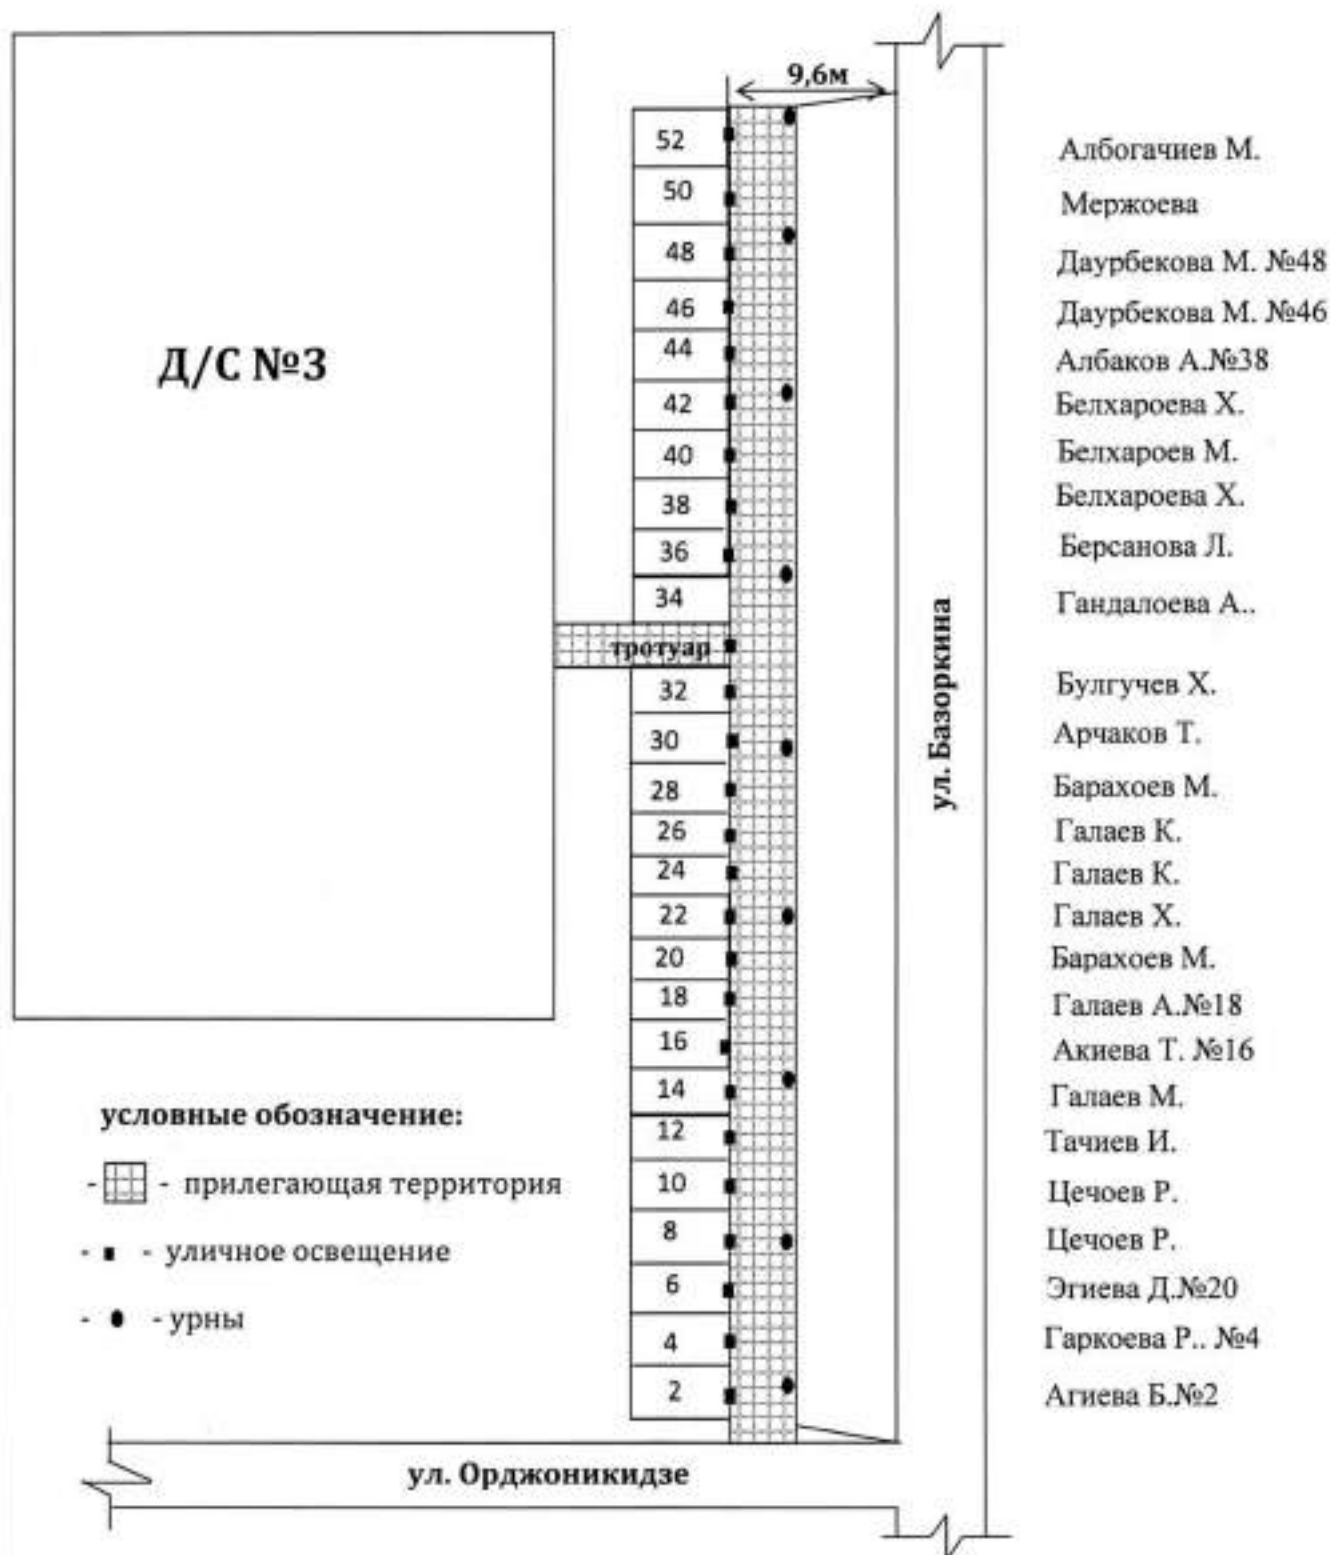 9,6м
52
Албогачиев М.
50
Мержоева
48
Даурбекова М. №48
46
Даурбекова М. №46
Д/С №3
44
Албаков А.№38
42
Белхароева Х.
40
Белхароев М.
38
Белхароева Х.
36
Берсанова Л.
34
Гандалоева А..
тротуар
ул. Базоркина
32
Булгучев Х.
30
Арчаков Т.
28
Барахоев М.
26
Галаев К.
24
Галаев К.
22
Галаев Х.
20
Барахоев М.
18
Галаев А.№18
16
Акиева Т. №16
14
Галаев М.
условные обозначение:
12
Тачиев И.
- - прилегающая территория
10
Цечоев Р.
8
Цечоев Р.
- - уличное освещение
6
Эгиева Д.№20
- - урны
4
Гаркоева Р.. №4
2
Агиева Б.№2
ул. Орджоникидзе